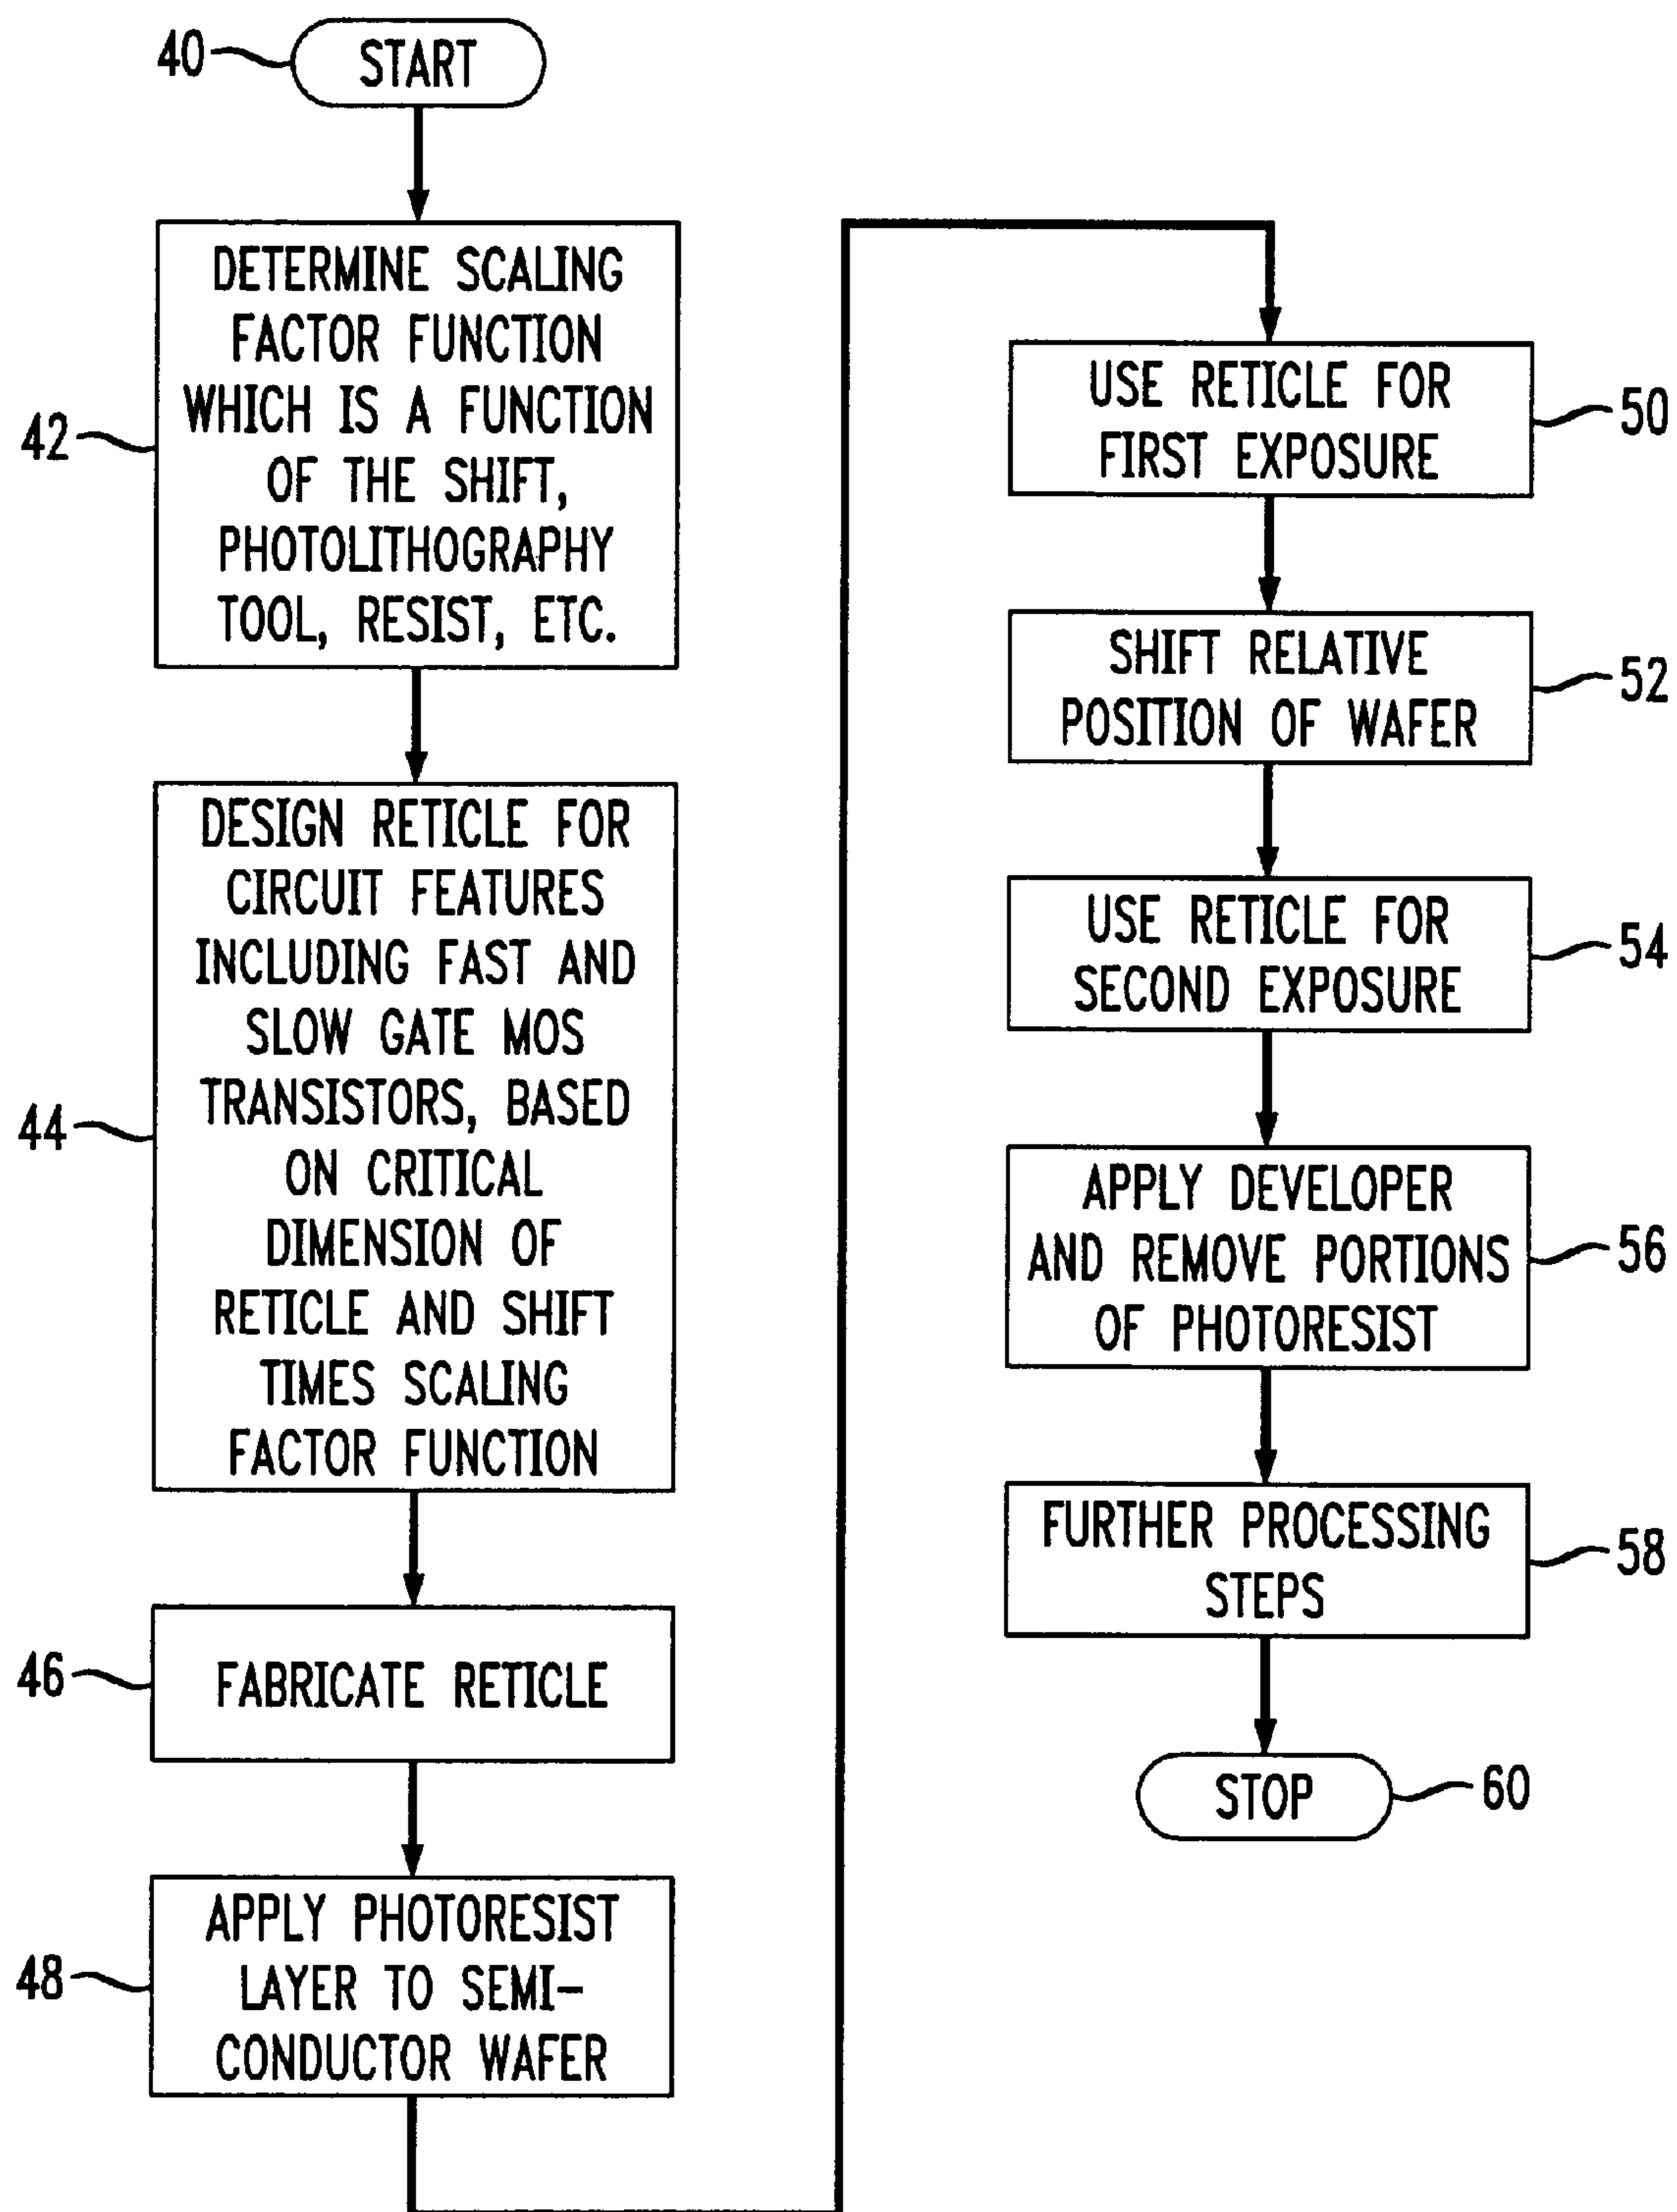 40
START
42
DETERMINE SCALING
FACTOR FUNCTION
WHICH IS A FUNCTION
OF THE SHIFT,
PHOTOLITHOGRAPHY
TOOL, RESIST, ETC.
44
DESIGN RETICLE FOR
CIRCUIT FEATURES
INCLUDING FAST AND
SLOW GATE MOS
TRANSISTORS, BASED
ON CRITICAL
DIMENSION OF
RETICLE AND SHIFT
TIMES SCALING
FACTOR FUNCTION
46
FABRICATE RETICLE
48
APPLY PHOTORESIST
LAYER TO SEMI-
CONDUCTOR WAFER
USE RETICLE FOR
FIRST EXPOSURE
50
SHIFT RELATIVE
POSITION OF WAFER
52
USE RETICLE FOR
SECOND EXPOSURE
54
APPLY DEVELOPER
AND REMOVE PORTIONS
OF PHOTORESIST
56
FURTHER PROCESSING
STEPS
58
STOP
60